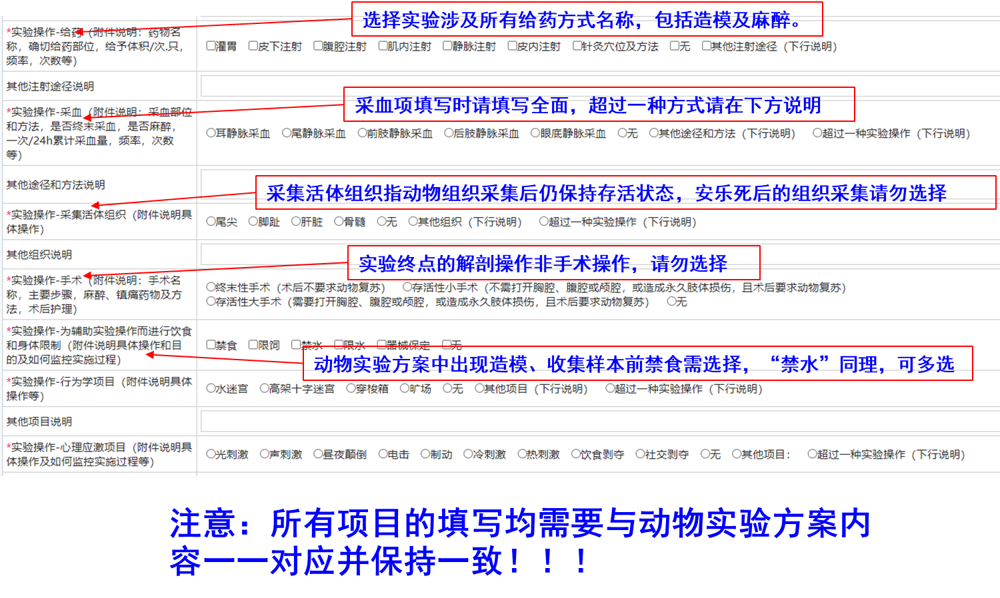 选择实验涉及所有给药方式名称，包括造模及麻醉。
*实验操作-给药（附件说明：药物名
称，确切给药部位，给予体积/次.只，
频率，次数等）
灌胃 皮下注射 腹腔注射 肌内注射 静脉注射 皮内注射 针灸穴位及方法 无 其他注射途径（下行说明）
其他注射途径说明
采血项填写时请填写全面，超过一种方式请在下方说明
*实验操作-采血（附件说明：采血部位
和方法，是否终末采血，是否麻醉，
一次/24h累计采血量，频率，次数
等）
耳静脉采血 尾静脉采血 前肢静脉采血 后肢静脉采血 眼底静脉采血 无 其他途径和方法（下行说明） 超过一种实验操作（下行说明）
其他途径和方法说明
采集活体组织指动物组织采集后仍保持存活状态，安乐死后的组织采集请勿选择
*实验操作-采集活体组织（附件说明具
体操作）
尾尖 脚趾 肝脏 骨髓 无 其他组织（下行说明） 超过一种实验操作（下行说明）
其他组织说明
实验终点的解剖操作非手术操作，请勿选择
*实验操作-手术（附件说明：手术名
称，主要步骤，麻醉、镇痛药物及方
法，术后护理）
终末性手术（术后不要求动物复苏） 存活性小手术（不需打开胸腔、腹腔或颅腔，或造成永久肢体损伤，且术后要求动物复苏）
存活性大手术（需要打开胸腔、腹腔或颅腔，或造成永久肢体损伤，且术后要求动物复苏） 无
*实验操作-为辅助实验操作而进行饮食
和身体限制（附件说明具体操作和目
的及如何监控实施过程）
禁食 限饲 禁水 限水 器械保定 无
动物实验方案中出现造模、收集样本前禁食需选择，“禁水”同理，可多选
*实验操作-行为学项目（附件说明具体
操作等）
水迷宫 高架十字迷宫 穿梭箱 旷场 无 其他项目（下行说明） 超过一种实验操作（下行说明）
其他项目说明
*实验操作-心理应激项目（附件说明具
体操作及如何监控实施过程等）
光刺激 声刺激 昼夜颠倒 电击 制动 冷刺激 热刺激 饮食剥夺 社交剥夺 无 其他项目： 超过一种实验操作（下行说明）
注意：所有项目的填写均需要与动物实验方案内
容一一对应并保持一致！！！